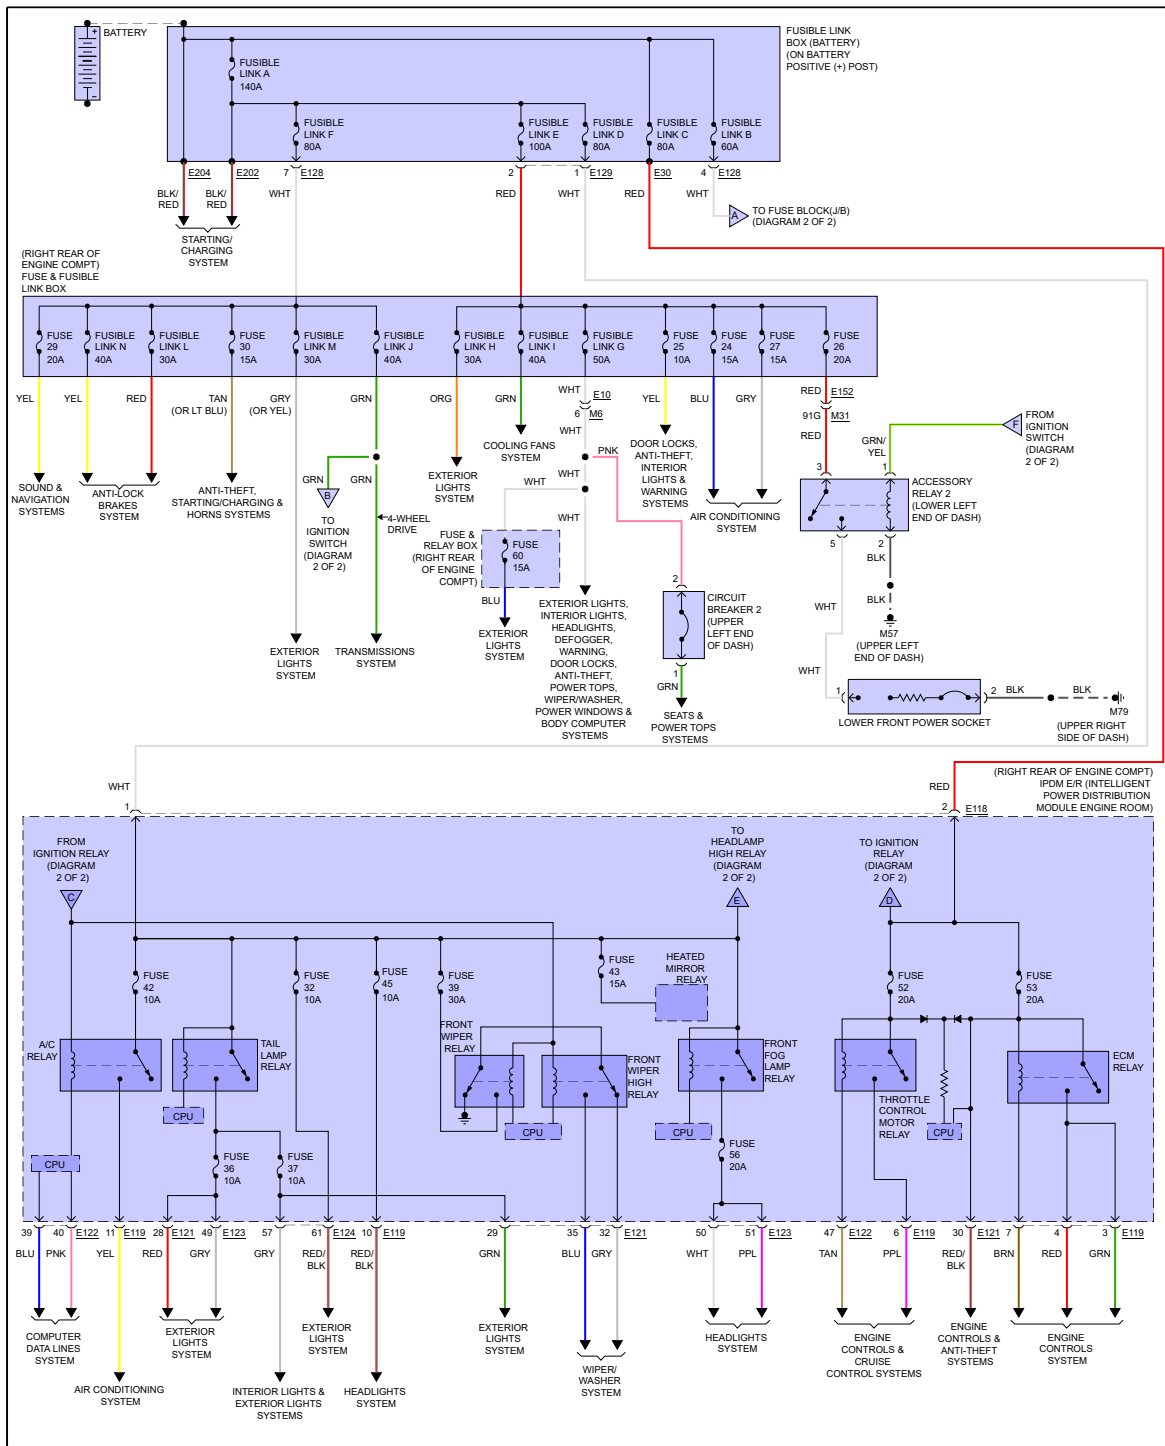 BATTERY
+
-
FUSIBLE LINK
BOX (BATTERY)
(ON BATTERY
POSITIVE (+) POST)
FUSIBLE
LINK A
140A
FUSIBLE
LINK F
80A
FUSIBLE
LINK E
100A
FUSIBLE
LINK D
80A
FUSIBLE
LINK C
80A
FUSIBLE
LINK B
60A
E204
E202
7 E128
2
1 E129
E30
4 E128
BLK/
RED
BLK/
RED
WHT
RED
WHT
RED
WHT
STARTING/
CHARGING
SYSTEM
A
TO FUSE BLOCK(J/B)
(DIAGRAM 2 OF 2)
(RIGHT REAR OF
ENGINE COMPT)
FUSE & FUSIBLE
LINK BOX
FUSE
29
20A
FUSIBLE
LINK N
40A
FUSIBLE
LINK L
30A
FUSE
30
15A
FUSIBLE
LINK M
30A
FUSIBLE
LINK J
40A
FUSIBLE
LINK H
30A
FUSIBLE
LINK I
40A
FUSIBLE
LINK G
50A
FUSE
25
10A
FUSE
24
15A
FUSE
27
15A
FUSE
26
20A
YEL
YEL
RED
TAN
(OR LT BLU)
GRY
(OR YEL)
GRN
ORG
GRN
WHT
E10
6 M6
WHT
YEL
BLU
GRY
RED
E152
91G M31
RED
GRN/
YEL
F
FROM
IGNITION
SWITCH
(DIAGRAM
2 OF 2)
SOUND &
NAVIGATION
SYSTEMS
ANTI-LOCK
BRAKES
SYSTEM
ANTI-THEFT,
STARTING/CHARGING &
HORNS SYSTEMS
GRN
GRN
B
TO
IGNITION
SWITCH
(DIAGRAM
2 OF 2)
4-WHEEL
DRIVE
EXTERIOR
LIGHTS
SYSTEM
COOLING FANS
SYSTEM
PNK
WHT
WHT
WHT
DOOR LOCKS,
ANTI-THEFT,
INTERIOR
LIGHTS &
WARNING
SYSTEMS
AIR CONDITIONING
SYSTEM
3
1
ACCESSORY
RELAY 2
(LOWER LEFT
END OF DASH)
5
2
BLK
BLK
WHT
M57
(UPPER LEFT
END OF DASH)
FUSE &
RELAY BOX
(RIGHT REAR
OF ENGINE
COMPT)
FUSE
60
15A
BLU
EXTERIOR
LIGHTS
SYSTEM
EXTERIOR LIGHTS,
INTERIOR LIGHTS,
HEADLIGHTS,
DEFOGGER,
WARNING,
DOOR LOCKS,
ANTI-THEFT,
POWER TOPS,
WIPER/WASHER,
POWER WINDOWS &
BODY COMPUTER
SYSTEMS
2
CIRCUIT
BREAKER 2
(UPPER
LEFT END
OF DASH)
1
GRN
SEATS &
POWER TOPS
SYSTEMS
EXTERIOR
LIGHTS
SYSTEM
TRANSMISSIONS
SYSTEM
WHT
1
2
BLK
BLK
LOWER FRONT POWER SOCKET
M79
(UPPER RIGHT
SIDE OF DASH)
WHT
1
RED
2 E118
(RIGHT REAR OF ENGINE COMPT)
IPDM E/R (INTELLIGENT
POWER DISTRIBUTION
MODULE ENGINE ROOM)
FROM
IGNITION RELAY
(DIAGRAM
2 OF 2)
C
TO
HEADLAMP
HIGH RELAY
(DIAGRAM
2 OF 2)
E
TO IGNITION
RELAY
(DIAGRAM
2 OF 2)
D
FUSE
42
10A
FUSE
32
10A
FUSE
45
10A
FUSE
39
30A
FUSE
43
15A
HEATED
MIRROR
RELAY
FUSE
52
20A
FUSE
53
20A
A/C
RELAY
TAIL
LAMP
RELAY
FRONT
WIPER
RELAY
FRONT
WIPER
HIGH
RELAY
FRONT
FOG
LAMP
RELAY
THROTTLE
CONTROL
MOTOR
RELAY
ECM
RELAY
CPU
CPU
CPU
CPU
CPU
FUSE
36
10A
FUSE
37
10A
FUSE
56
20A
39
40 E122
11 E119
28 E121
49 E123
57
61 E124
10 E119
29
35
32 E121
50
51 E123
47 E122
6 E119
30 E121
7
4
3 E119
BLU
PNK
YEL
RED
GRY
GRY
RED/
BLK
RED/
BLK
GRN
BLU
GRY
WHT
PPL
TAN
PPL
RED/
BLK
BRN
RED
GRN
COMPUTER
DATA LINES
SYSTEM
AIR CONDITIONING
SYSTEM
EXTERIOR
LIGHTS
SYSTEM
INTERIOR LIGHTS &
EXTERIOR LIGHTS
SYSTEMS
EXTERIOR
LIGHTS
SYSTEM
HEADLIGHTS
SYSTEM
EXTERIOR
LIGHTS
SYSTEM
WIPER/
WASHER
SYSTEM
HEADLIGHTS
SYSTEM
ENGINE
CONTROLS &
CRUISE
CONTROL SYSTEMS
ENGINE
CONTROLS &
ANTI-THEFT
SYSTEMS
ENGINE
CONTROLS
SYSTEM